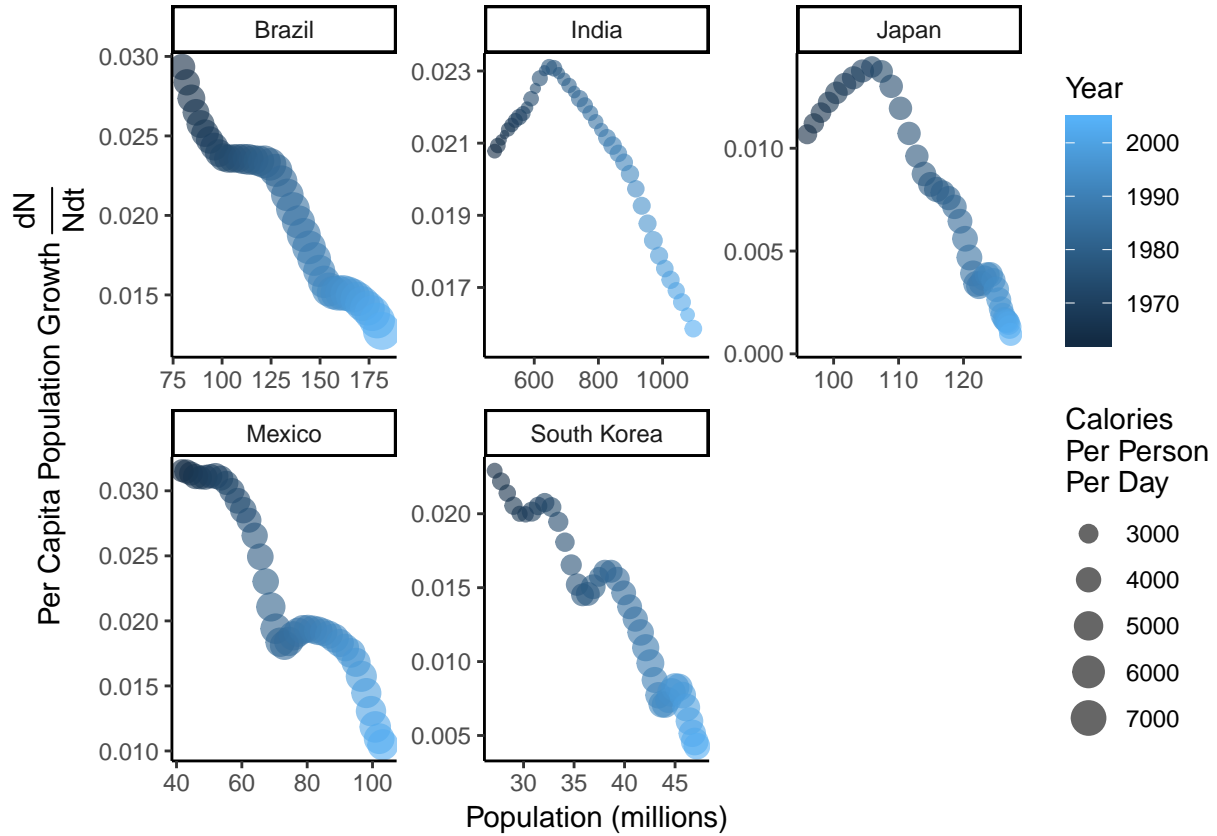 Brazil
India
Japan
0.030
0.025
0.020
0.015
75 100 125 150 175
0.023
0.021
0.019
0.017
600 800 1000
0.010
0.005
0.000
100 110 120
Mexico
South Korea
0.030
0.025
0.020
0.015
0.010
40 60 80 100
0.020
0.015
0.010
0.005
30 35 40 45
Per Capita Population Growth dN
Ndt
Population (millions)
Year
2000
1990
1980
1970
Calories
Per Person
Per Day
3000
4000
5000
6000
7000